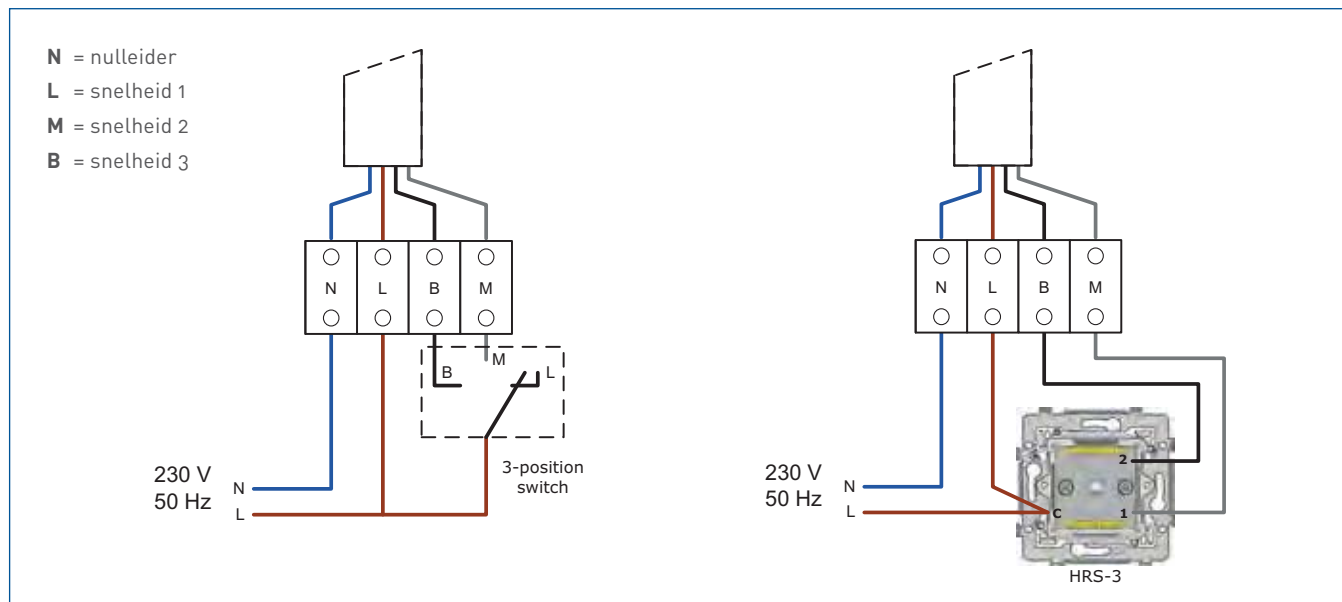 N = nulleider
L = snelheid 1
M = snelheid 2
B = snelheid 3
N L B M
B M L
3-position
switch
230 V
50 Hz
N
L
N L B M
2
C 1
230 V
50 Hz
N
L
HRS-3